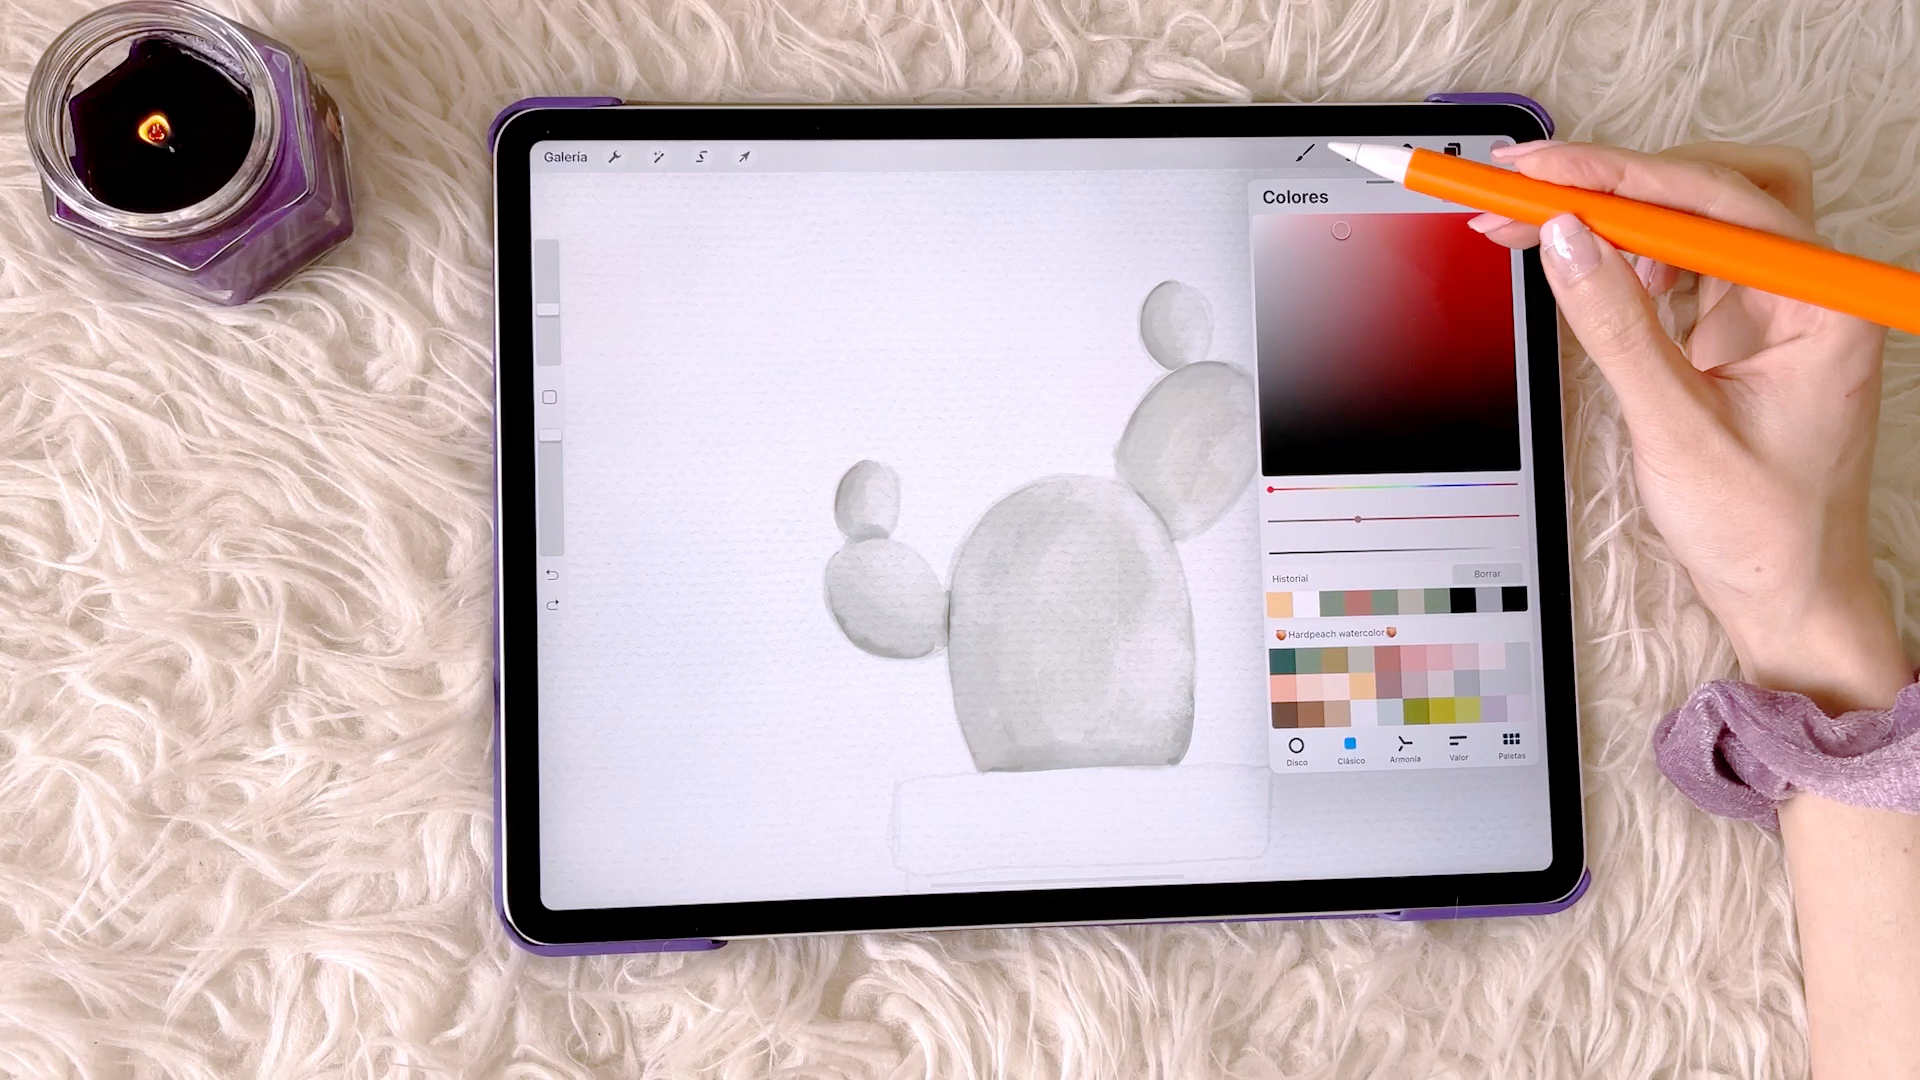 Galería
Colores
Historial
Borrar
Hardpeach watercolor
Disco
Clásico
Armonía
Valor
Paletas